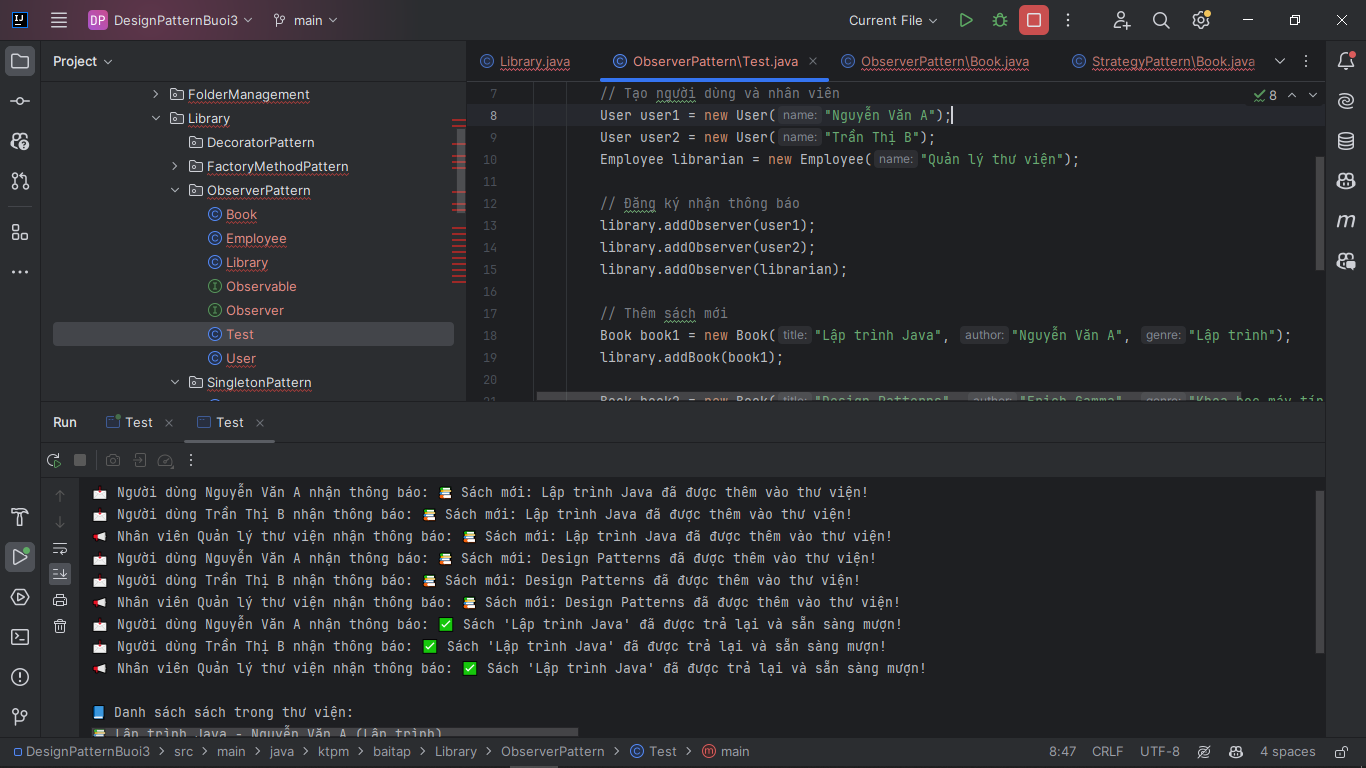 DP DesignPatternBuoi3 main Current File
Project
FolderManagement
Library
DecoratorPattern
FactoryMethodPattern
ObserverPattern
Book
Employee
Library
Observable
Observer
Test
User
SingletonPattern
Library.java ObserverPattern\Test.java ObserverPattern\Book.java StrategyPattern\Book.java
8
7 // Tạo người dùng và nhân viên
8 User user1 = new User( name: "Nguyễn Văn A");
9 User user2 = new User( name: "Trần Thị B");
10 Employee librarian = new Employee( name: "Quản lý thư viện");
11
12 // Đăng ký nhận thông báo
13 library.addObserver(user1);
14 library.addObserver(user2);
15 library.addObserver(librarian);
16
17 // Thêm sách mới
18 Book book1 = new Book( title: "Lập trình Java", author: "Nguyễn Văn A", genre: "Lập trình");
19 library.addBook(book1);
20
21 Book book2 = new Book( title: "Design Patterns", author: "Erich Gamma", genre: "Khoa học máy tín
Run Test Test
📩 Người dùng Nguyễn Văn A nhận thông báo: 📚 Sách mới: Lập trình Java đã được thêm vào thư viện!
📩 Người dùng Trần Thị B nhận thông báo: 📚 Sách mới: Lập trình Java đã được thêm vào thư viện!
📢 Nhân viên Quản lý thư viện nhận thông báo: 📚 Sách mới: Lập trình Java đã được thêm vào thư viện!
📩 Người dùng Nguyễn Văn A nhận thông báo: 📚 Sách mới: Design Patterns đã được thêm vào thư viện!
📩 Người dùng Trần Thị B nhận thông báo: 📚 Sách mới: Design Patterns đã được thêm vào thư viện!
📢 Nhân viên Quản lý thư viện nhận thông báo: 📚 Sách mới: Design Patterns đã được thêm vào thư viện!
📩 Người dùng Nguyễn Văn A nhận thông báo: ✅ Sách 'Lập trình Java' đã được trả lại và sẵn sàng mượn!
📩 Người dùng Trần Thị B nhận thông báo: ✅ Sách 'Lập trình Java' đã được trả lại và sẵn sàng mượn!
📢 Nhân viên Quản lý thư viện nhận thông báo: ✅ Sách 'Lập trình Java' đã được trả lại và sẵn sàng mượn!
📘 Danh sách sách trong thư viện:
📚 Lập trình Java - Nguyễn Văn A (Lập trình)
DesignPatternBuoi3 > src > main > java > ktpm > baitap > Library > ObserverPattern > Test > main 8:47 CRLF UTF-8 4 spaces